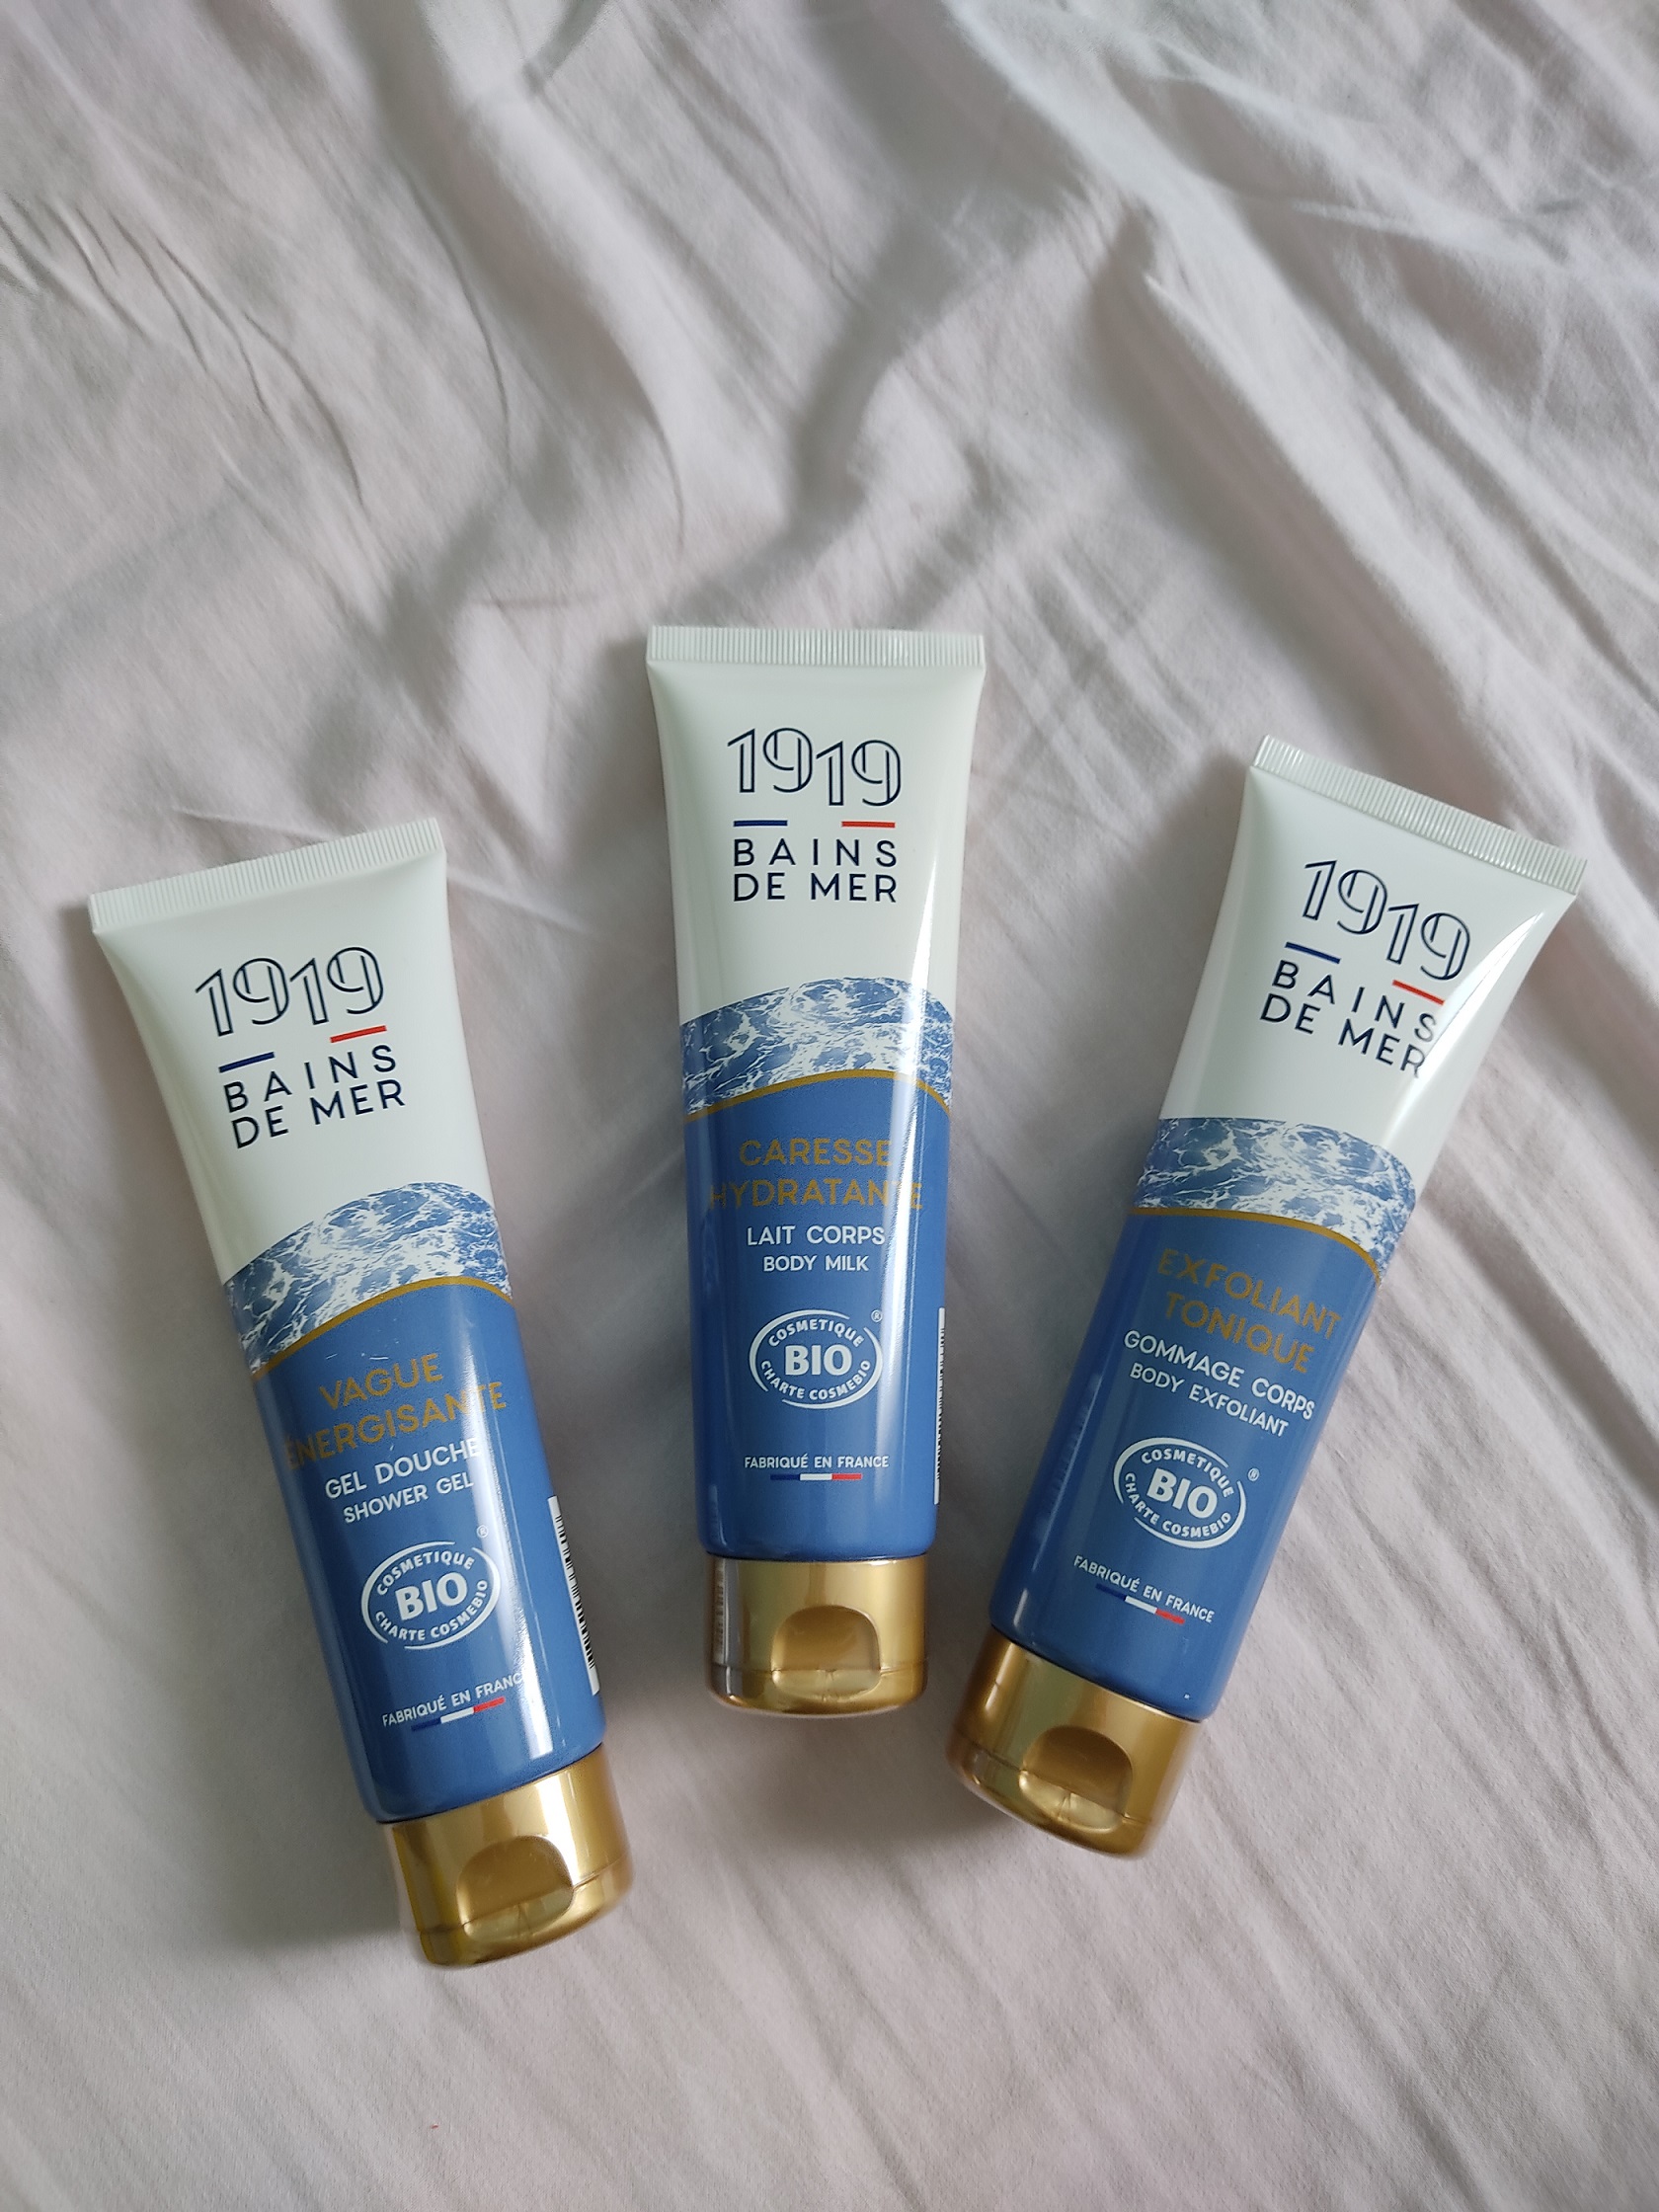 1919
BAINS
DE MER
VAGUE
ÉNERGISANTE
GEL DOUCHE
SHOWER GEL
COSMETIQUE
®
BIO
CHARTE COSMEBIO
FABRIQUÉ EN FRANC
1919
BAINS
DE MER
CARESSE
HYDRATANTE
LAIT CORPS
BODY MILK
COSMETIQUE
®
BIO
CHARTE COSMEBIO
FABRIQUÉ EN FRANCE
1919
BAINS
DE MER
EXFOLIANT
TONIQUE
GOMMAGE CORPS
BODY EXFOLIANT
COSMETIQUE
®
BIO
CHARTE COSMEBIO
FABRIQUÉ EN FRANCE